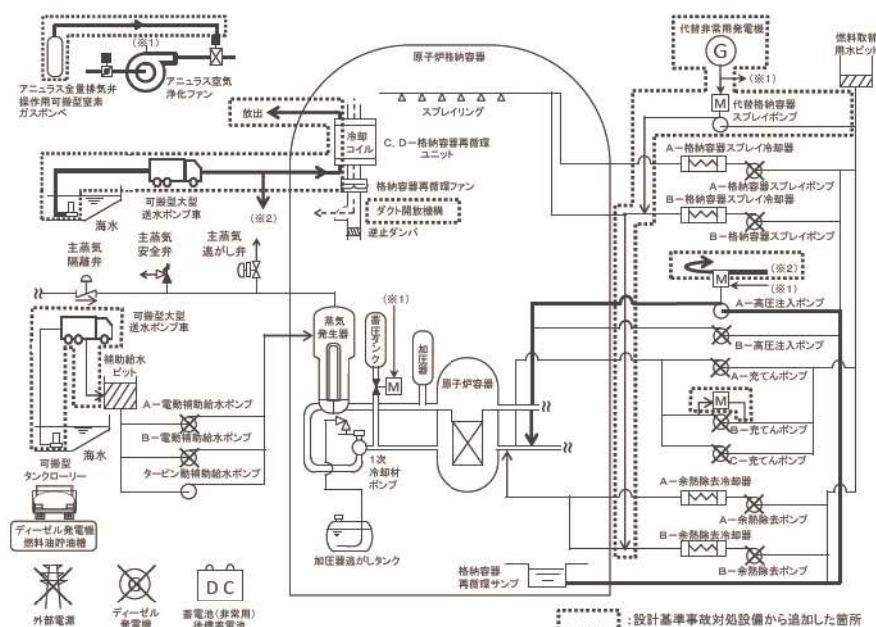 (※1)
アニュラス全量排気弁
操作用可搬型窒素
ガスボンベ
アニュラス空気
浄化ファン
可搬型大型
送水ポンプ車
海水
(※2)
放出
冷却
コイル
C, D-格納容器再循環
ユニット
格納容器再循環ファン
ダクト開放機構
逆止ダンパ
原子炉格納容器
スプレイリング
代替非常用発電機
G
(※1)
M
代替格納容器
スプレイポンプ
燃料取替
用水ピット
A-格納容器スプレイ冷却器
A-格納容器スプレイポンプ
B-格納容器スプレイ冷却器
B-格納容器スプレイポンプ
(※2)
M
(※1)
A-高圧注入ポンプ
B-高圧注入ポンプ
A-充てんポンプ
M
B-充てんポンプ
C-充てんポンプ
A-余熱除去冷却器
A-余熱除去ポンプ
B-余熱除去冷却器
B-余熱除去ポンプ
主蒸気
隔離弁
主蒸気
安全弁
主蒸気
逃がし弁
可搬型大型
送水ポンプ車
補助給水
ピット
A-電動補助給水ポンプ
B-電動補助給水ポンプ
タービン動補助給水ポンプ
海水
可搬型
タンクローリー
ディーゼル発電機
燃料油貯油槽
蒸気
発生器
蓄圧タンク
(※1)
M
加圧器
原子炉容器
1次
冷却材
ポンプ
加圧器逃がしタンク
格納容器
再循環サンプ
外部電源
ディーゼル
発電機
DC
蓄電池(非常用)
後備蓄電池
:設計基準事故対処設備から追加した箇所